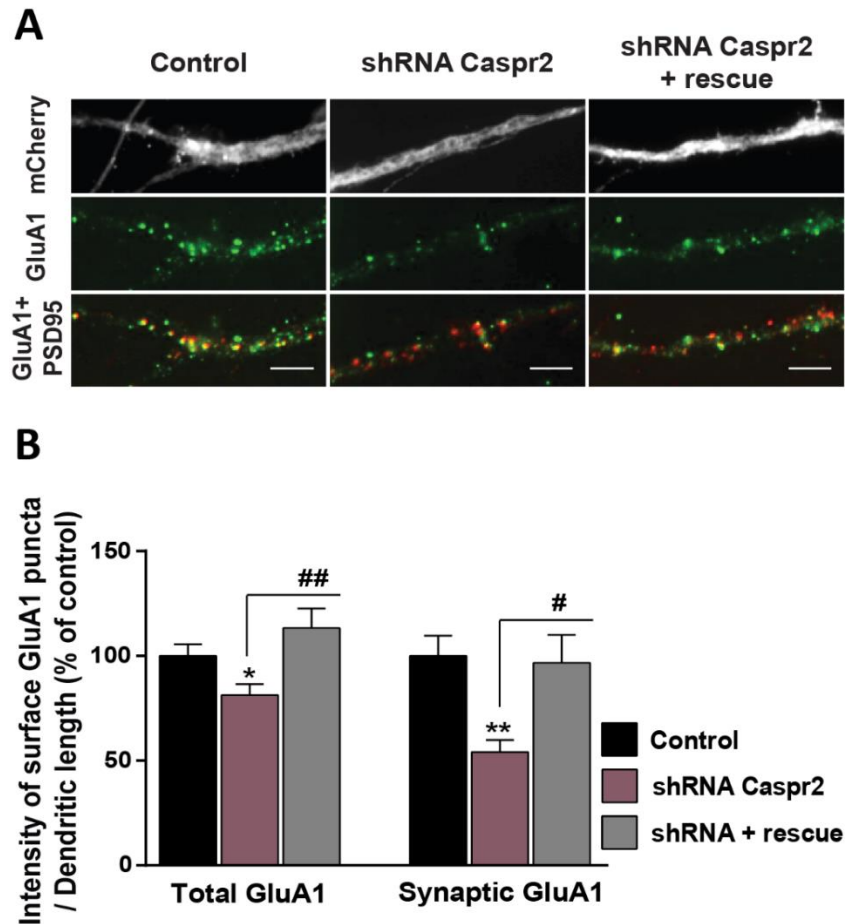 A
Control
shRNA Caspr2
shRNA Caspr2
+ rescue
mCherry
GluA1
GluA1+
PSD95
B
Intensity of surface GluA1 puncta
/ Dendritic length (% of control)
150
100
50
0
##
*
#
**
Total GluA1
Synaptic GluA1
Control
shRNA Caspr2
shRNA + rescue